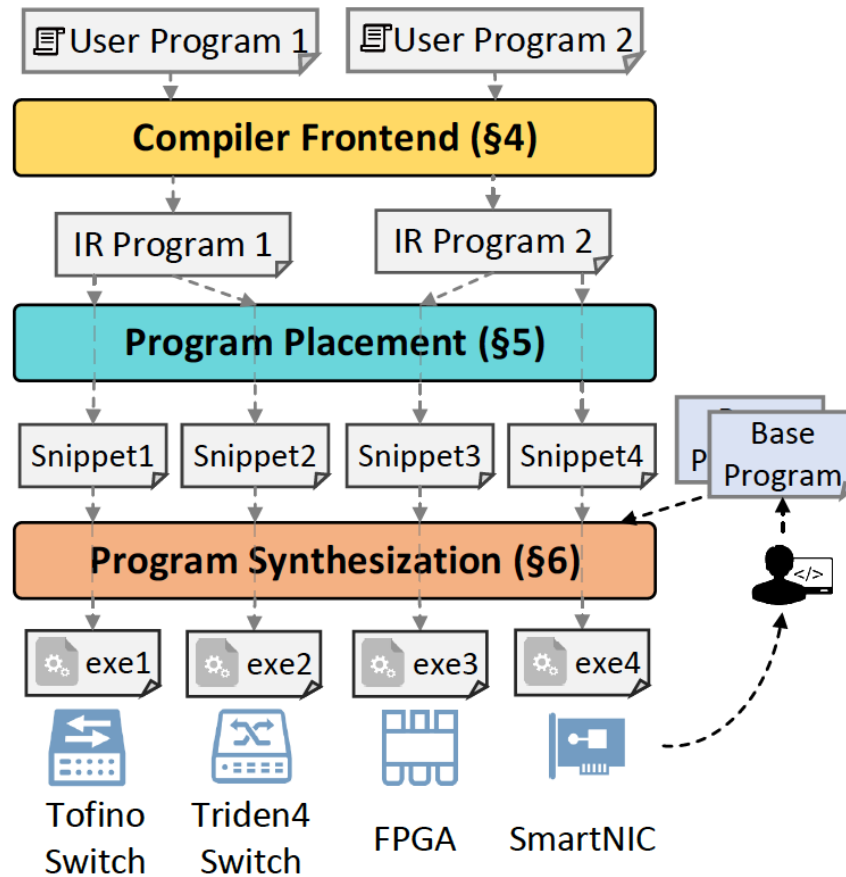 User Program 1
User Program 2
Compiler Frontend (§4)
IR Program 1
IR Program 2
Program Placement (§5)
Snippet1
Snippet2
Snippet3
Snippet4
Base
Program
Program Synthesization (§6)
</>
exe1
exe2
exe3
exe4
Tofino
Switch
Triden4
Switch
FPGA
SmartNIC